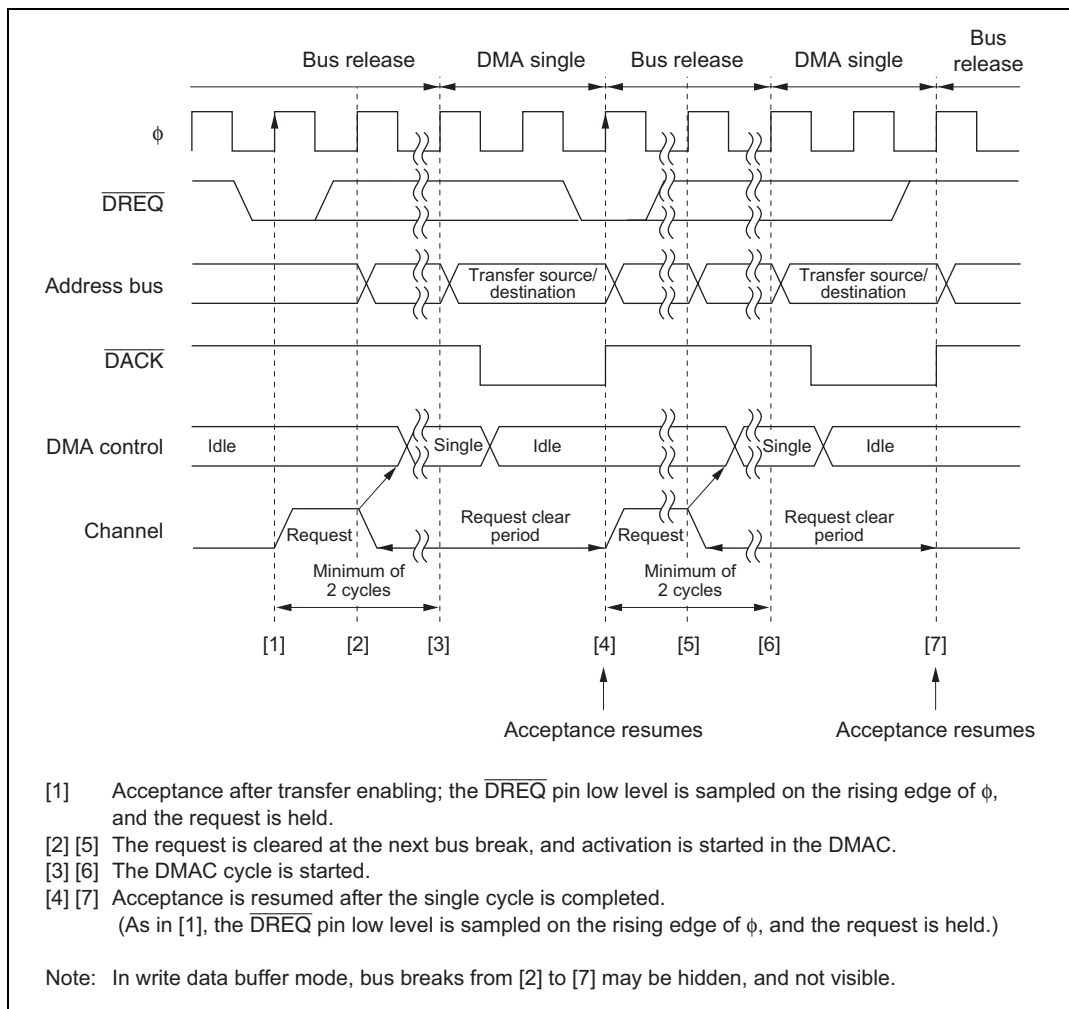 Bus release
DMA single
Bus release
DMA single
Bus
release
ϕ
DREQ
Address bus
Transfer source/
destination
Transfer source/
destination
DACK
DMA control
Idle
Single
Idle
Single
Idle
Channel
Request
Request clear
period
Request
Request clear
period
Minimum of
2 cycles
Minimum of
2 cycles
[1] [2] [3] [4] [5] [6] [7]
Acceptance resumes
Acceptance resumes
[1] Acceptance after transfer enabling; the DREQ pin low level is sampled on the rising edge of ϕ,
and the request is held.
[2] [5] The request is cleared at the next bus break, and activation is started in the DMAC.
[3] [6] The DMAC cycle is started.
[4] [7] Acceptance is resumed after the single cycle is completed.
(As in [1], the DREQ pin low level is sampled on the rising edge of ϕ, and the request is held.)
Note: In write data buffer mode, bus breaks from [2] to [7] may be hidden, and not visible.